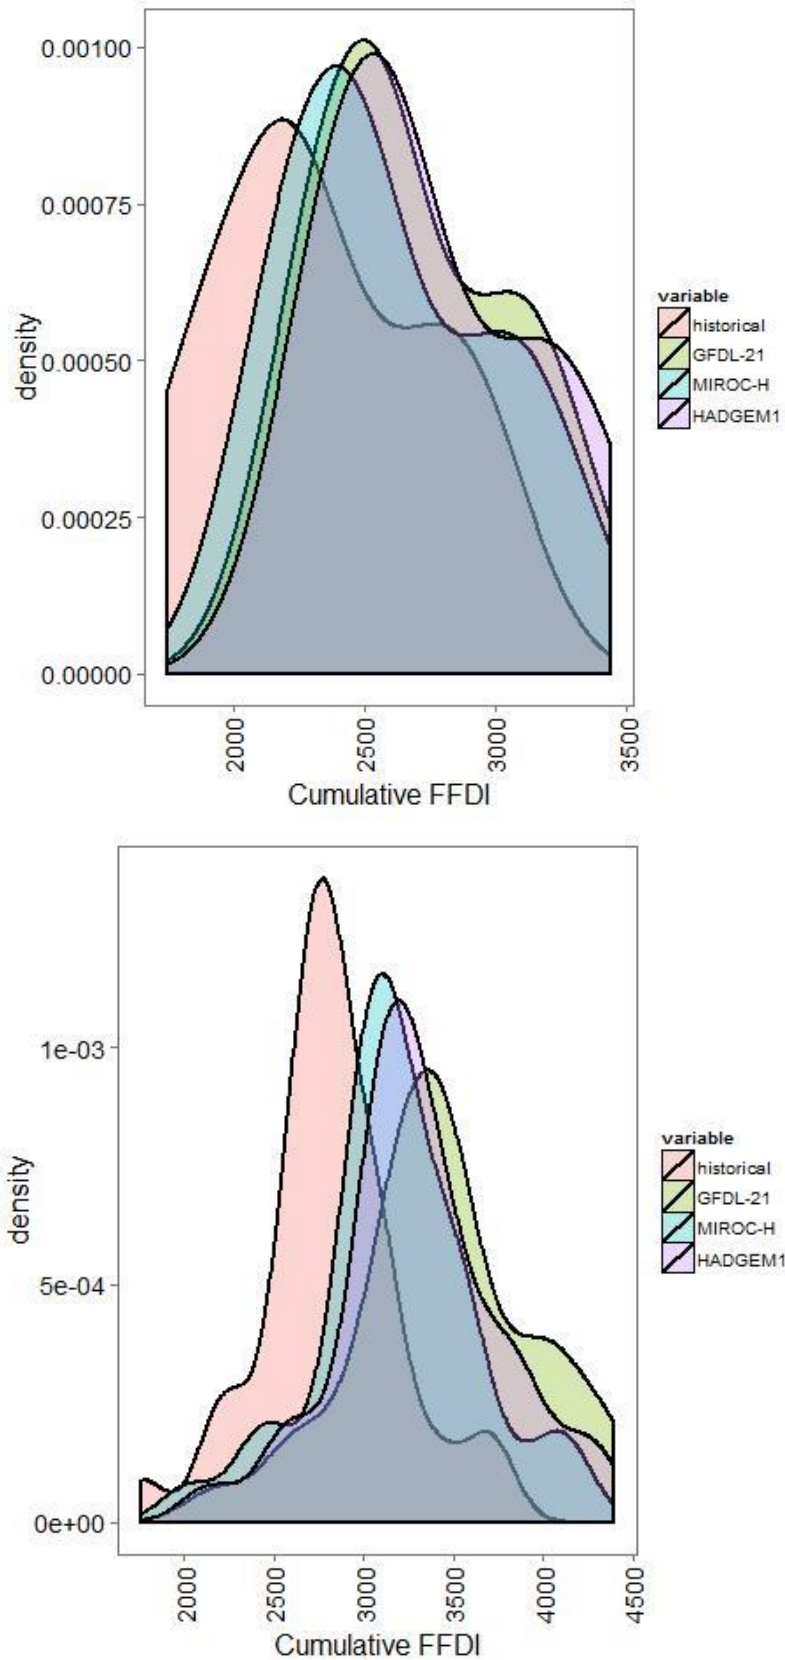 0.00100
0.00075
0.00050
0.00025
0.00000
density
2000
2500
3000
3500
Cumulative FFDI
variable
historical
GFDL-21
MIROC-H
HADGEM1
1e-03
5e-04
0e+00
density
2000
2500
3000
3500
4000
4500
Cumulative FFDI
variable
historical
GFDL-21
MIROC-H
HADGEM1